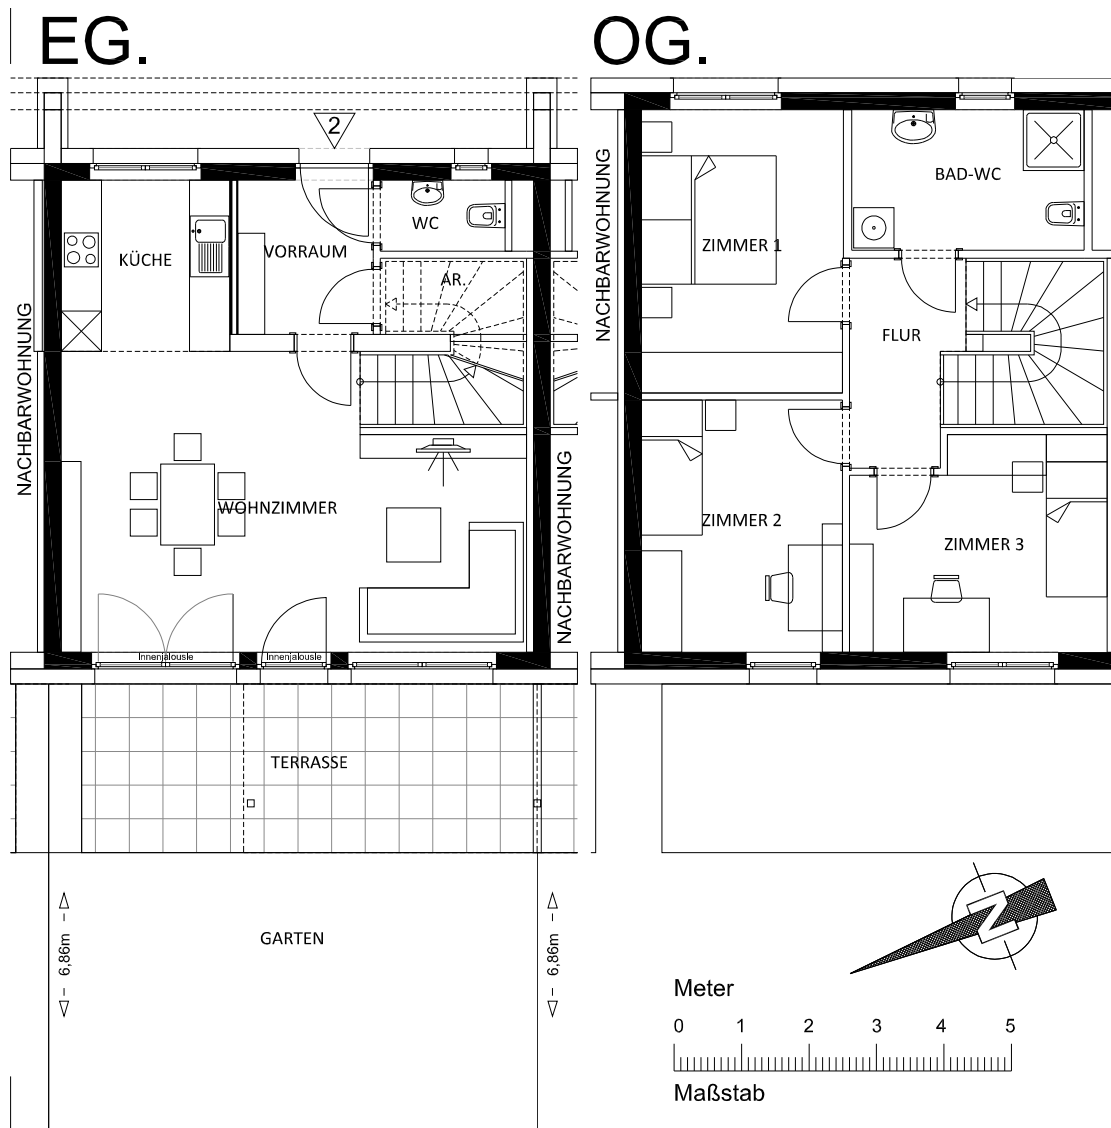 EG.
OG.
2
KÜCHE
VORRAUM
WC
AR.
NACHBARWOHNUNG
WOHNZIMMER
NACHBARWOHNUNG
Innenjalousie
Innenjalousie
TERRASSE
6,86m
GARTEN
6,86m
NACHBARWOHNUNG
ZIMMER 1
BAD-WC
FLUR
ZIMMER 2
ZIMMER 3
N
Meter
0 1 2 3 4 5
Maßstab